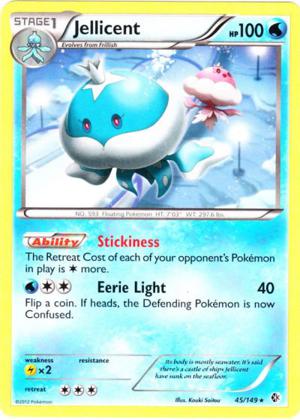 STAGE1
Jellicent
HP100
Evolves from Frillish
NO. 593 Floating Pokémon HT. 7'03" WT. 297.6 lbs.
Ability Stickiness
The Retreat Cost of each of your opponent's Pokémon
in play is more.
Eerie Light 40
Flip a coin. If heads, the Defending Pokémon is now
Confused.
weakness
resistance
×2
retreat
Its body is mostly seawater. It's said
there's a castle of ships Jellicent
have sunk on the seafloor.
Illus. Kouki Saitou
45/149
©2012 Pokémon